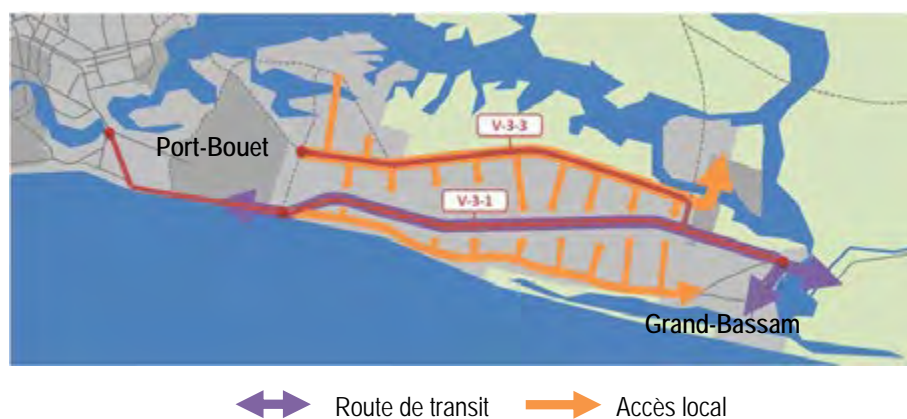 V-3-3
Port-Bouet
V-3-1
Grand-Bassam
Route de transit
Accès local